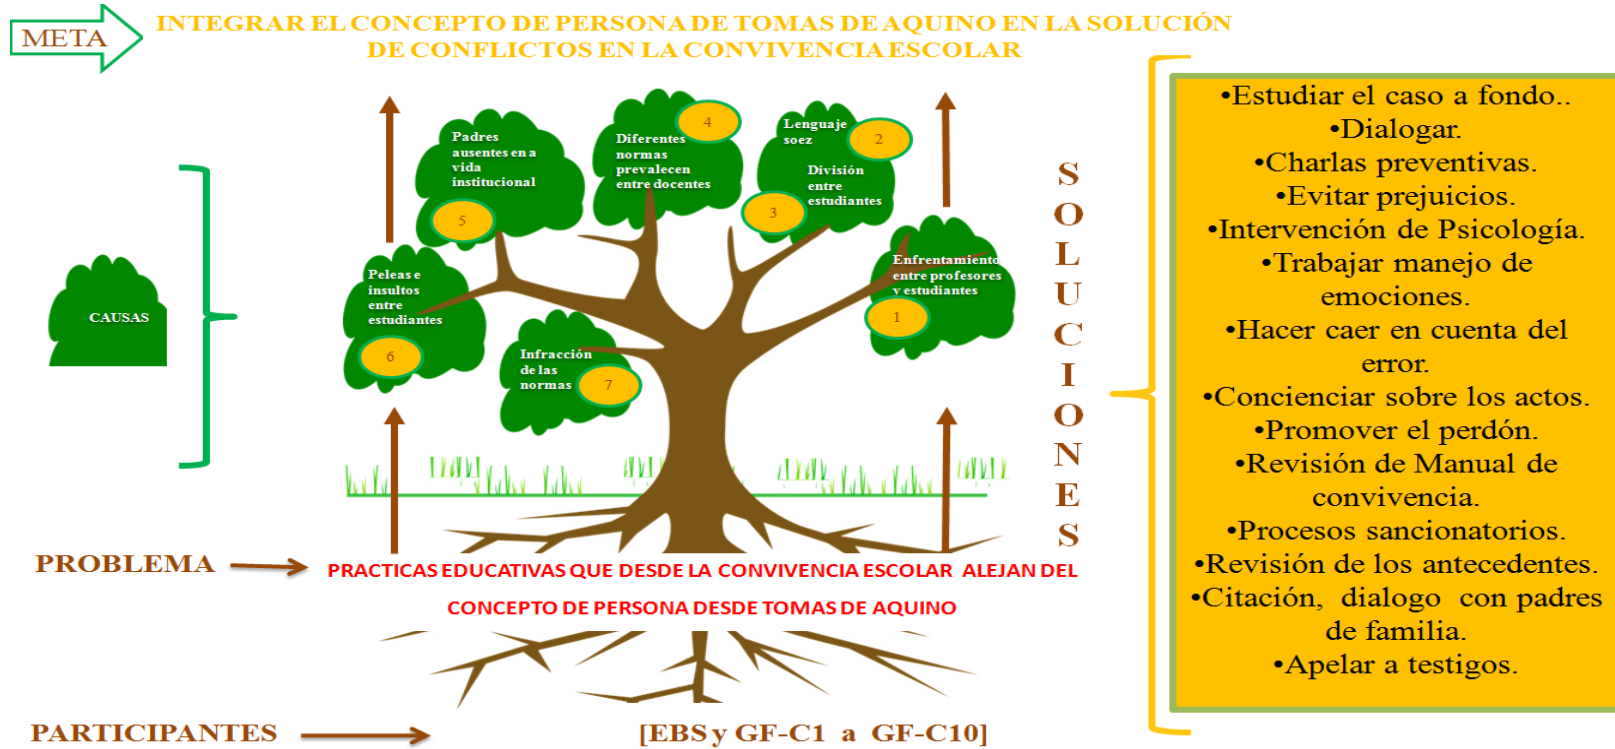 META
INTEGRAR EL CONCEPTO DE PERSONA DE TOMAS DE AQUINO EN LA SOLUCIÓN
DE CONFLICTOS EN LA CONVIVENCIA ESCOLAR
Padres
ausentes en a
vida
institucional
5
Diferentes
normas
prevalecen
entre docentes
4
Lenguaje
soez
2
División
entre
estudiantes
3
Peleas e
insultos
entre
estudiantes
6
Enfrentamiento
entre profesores
y estudiantes
1
Infracción
de las
normas
7
CAUSAS
SOLUCIONES
•Estudiar el caso a fondo..
•Dialogar.
•Charlas preventivas.
•Evitar prejuicios.
•Intervención de Psicología.
•Trabajar manejo de
emociones.
•Hacer caer en cuenta del
error.
•Concienciar sobre los actos.
•Promover el perdón.
•Revisión de Manual de
convivencia.
•Procesos sancionatorios.
•Revisión de los antecedentes.
•Citación, dialogo con padres
de familia.
•Apelar a testigos.
PROBLEMA
PRACTICAS EDUCATIVAS QUE DESDE LA CONVIVENCIA ESCOLAR ALEJAN DEL
CONCEPTO DE PERSONA DESDE TOMAS DE AQUINO
PARTICIPANTES
[EBS y GF-C1 a GF-C10]